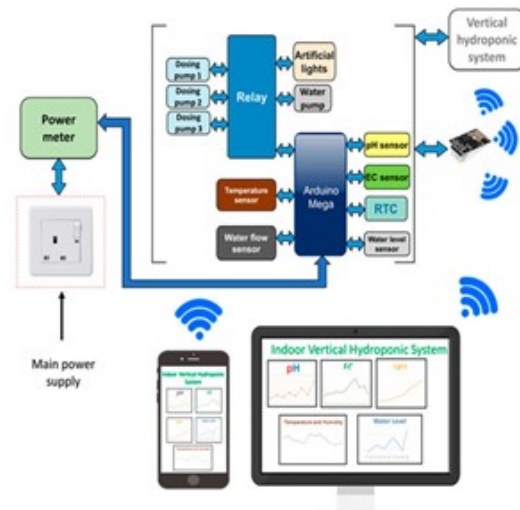 Vertical
hydroponic
system
Dosing
pump 1
Dosing
pump 2
Dosing
pump 3
Relay
Artificial
lights
Water
pump
Power
meter
pH sensor
EC sensor
RTC
Water level
sensor
Arduino
Mega
Temperature
sensor
Water flow
sensor
Main power
supply
Indoor Vertical Hydroponic
System
pH
Indoor Vertical Hydroponic System
pH
EC
Light
Temperature and Humidity
Water Level